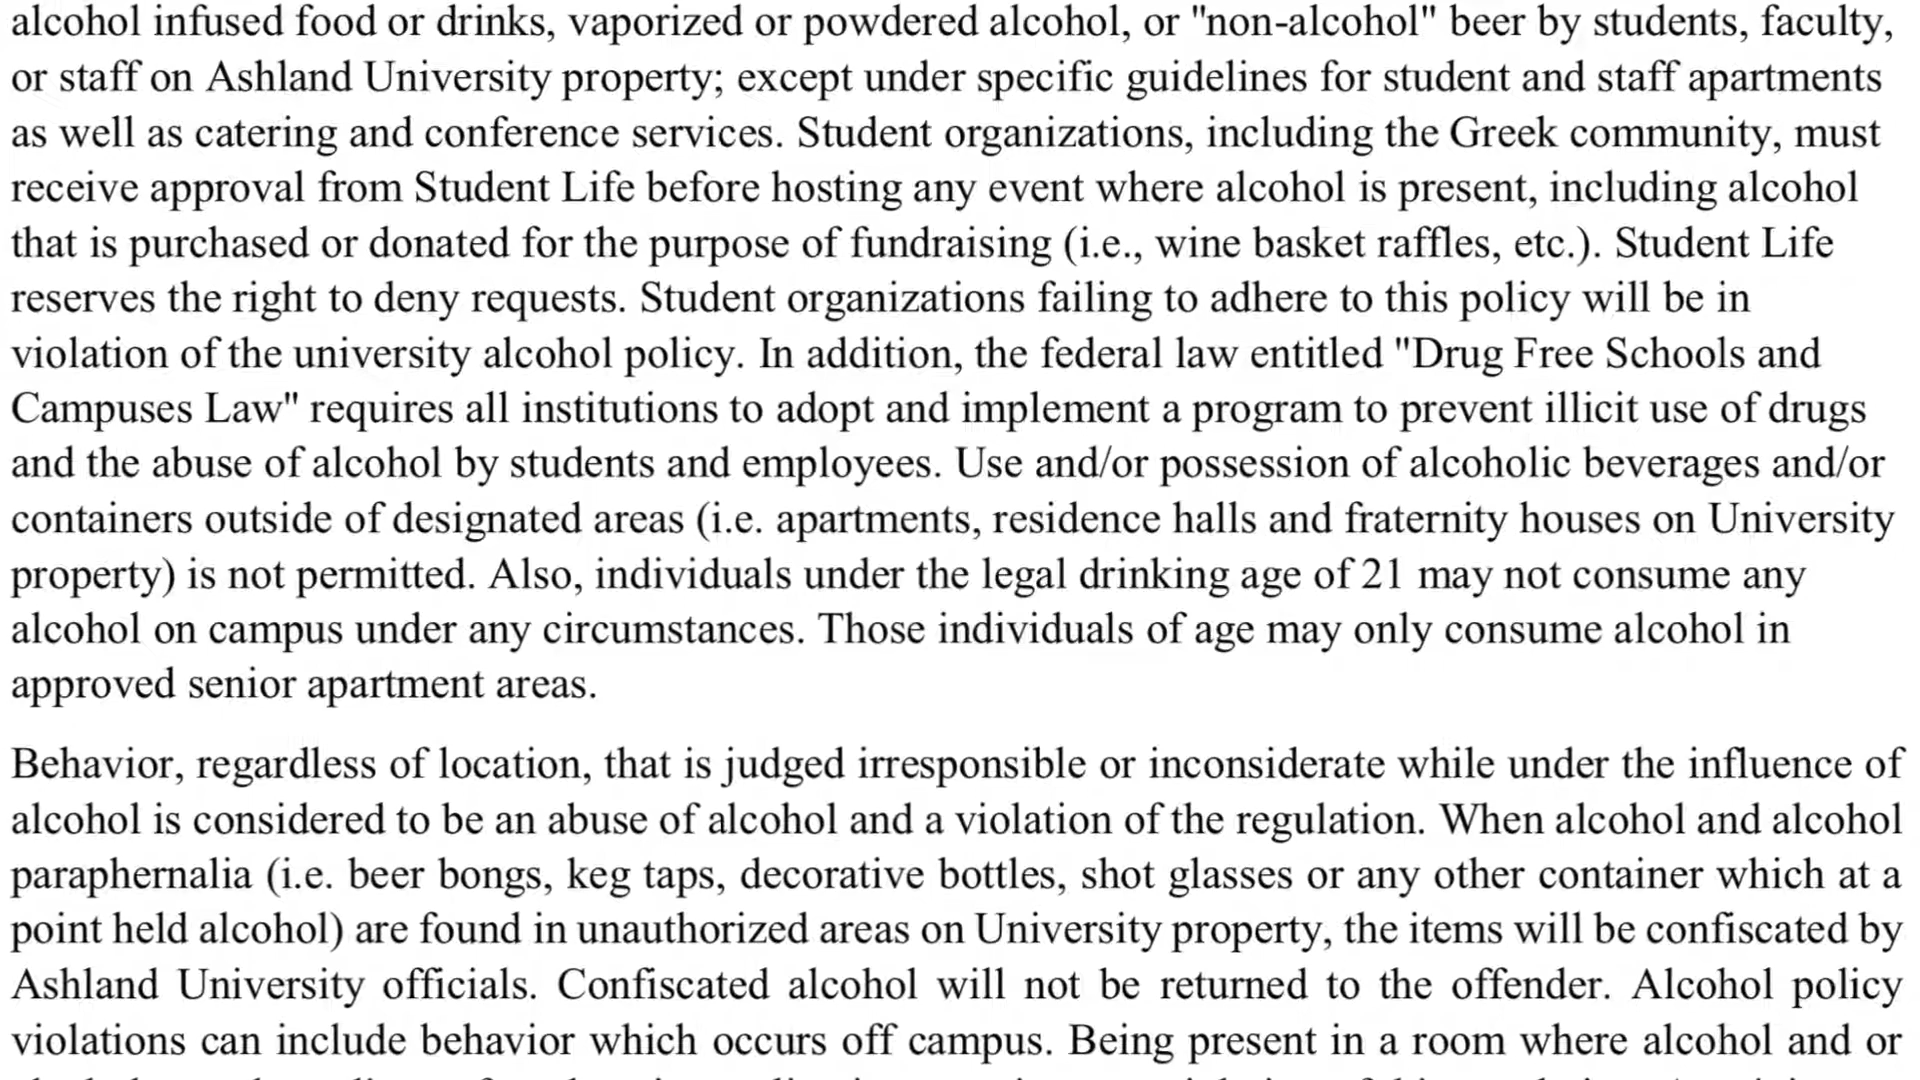 alcohol infused food or drinks, vaporized or powdered alcohol, or "non-alcohol" beer by students, faculty,
or staff on Ashland University property; except under specific guidelines for student and staff apartments
as well as catering and conference services. Student organizations, including the Greek community, must
receive approval from Student Life before hosting any event where alcohol is present, including alcohol
that is purchased or donated for the purpose of fundraising (i.e., wine basket raffles, etc.). Student Life
reserves the right to deny requests. Student organizations failing to adhere to this policy will be in
violation of the university alcohol policy. In addition, the federal law entitled "Drug Free Schools and
Campuses Law" requires all institutions to adopt and implement a program to prevent illicit use of drugs
and the abuse of alcohol by students and employees. Use and/or possession of alcoholic beverages and/or
containers outside of designated areas (i.e. apartments, residence halls and fraternity houses on University
property) is not permitted. Also, individuals under the legal drinking age of 21 may not consume any
alcohol on campus under any circumstances. Those individuals of age may only consume alcohol in
approved senior apartment areas.
Behavior, regardless of location, that is judged irresponsible or inconsiderate while under the influence of
alcohol is considered to be an abuse of alcohol and a violation of the regulation. When alcohol and alcohol
paraphernalia (i.e. beer bongs, keg taps, decorative bottles, shot glasses or any other container which at a
point held alcohol) are found in unauthorized areas on University property, the items will be confiscated by
Ashland University officials. Confiscated alcohol will not be returned to the offender. Alcohol policy
violations can include behavior which occurs off campus. Being present in a room where alcohol and or